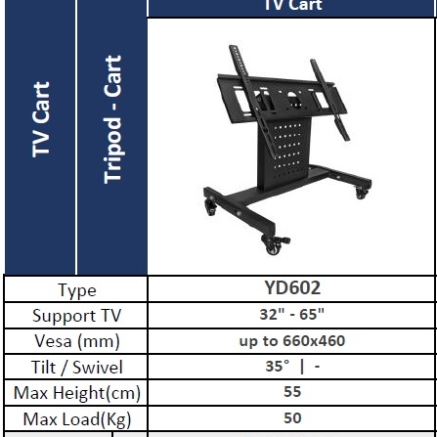 TV Cart
TV Cart
Tripod - Cart
Type YD602
Support TV 32" - 65"
Vesa (mm) up to 660x460
Tilt / Swivel 35° | -
Max Height(cm) 55
Max Load(Kg) 50